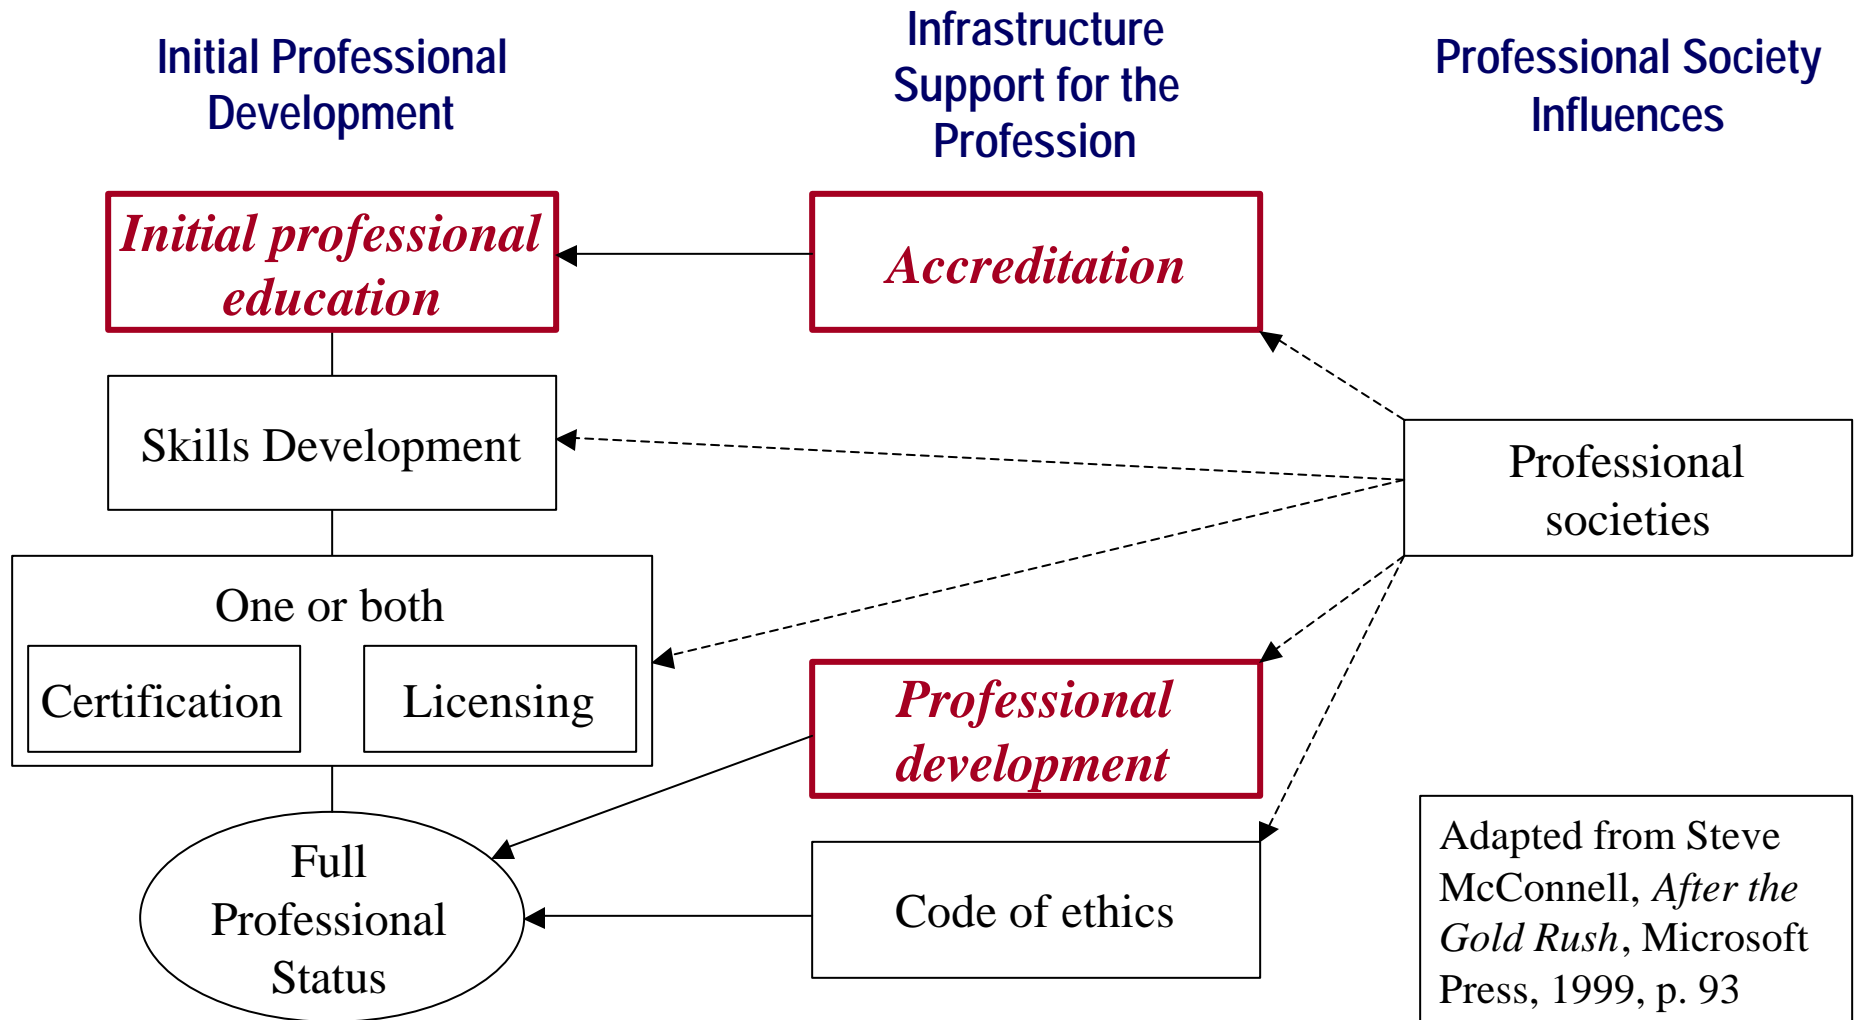 Initial Professional
Development
Infrastructure
Support for the
Profession
Professional Society
Influences
Initial professional
education
Accreditation
Skills Development
Professional
societies
One or both
Certification
Licensing
Professional
development
Full
Professional
Status
Code of ethics
Adapted from Steve
McConnell, After the
Gold Rush, Microsoft
Press, 1999, p. 93